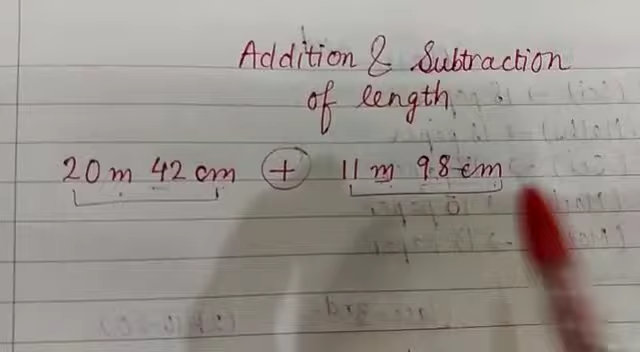 Addition & Subtraction
of length
20 m 42 cm + 11 m 98 cm